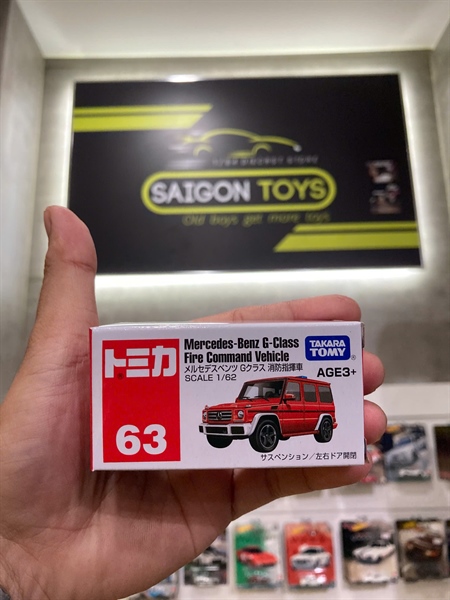 SAIGON TOYS
Old boys get more toys
トミカ
63
Mercedes-Benz G-Class
Fire Command Vehicle
メルセデスベンツ Gクラス 消防指揮車
SCALE 1/62
TAKARA
TOMY
AGE3+
サスペンション/左右ドア開閉